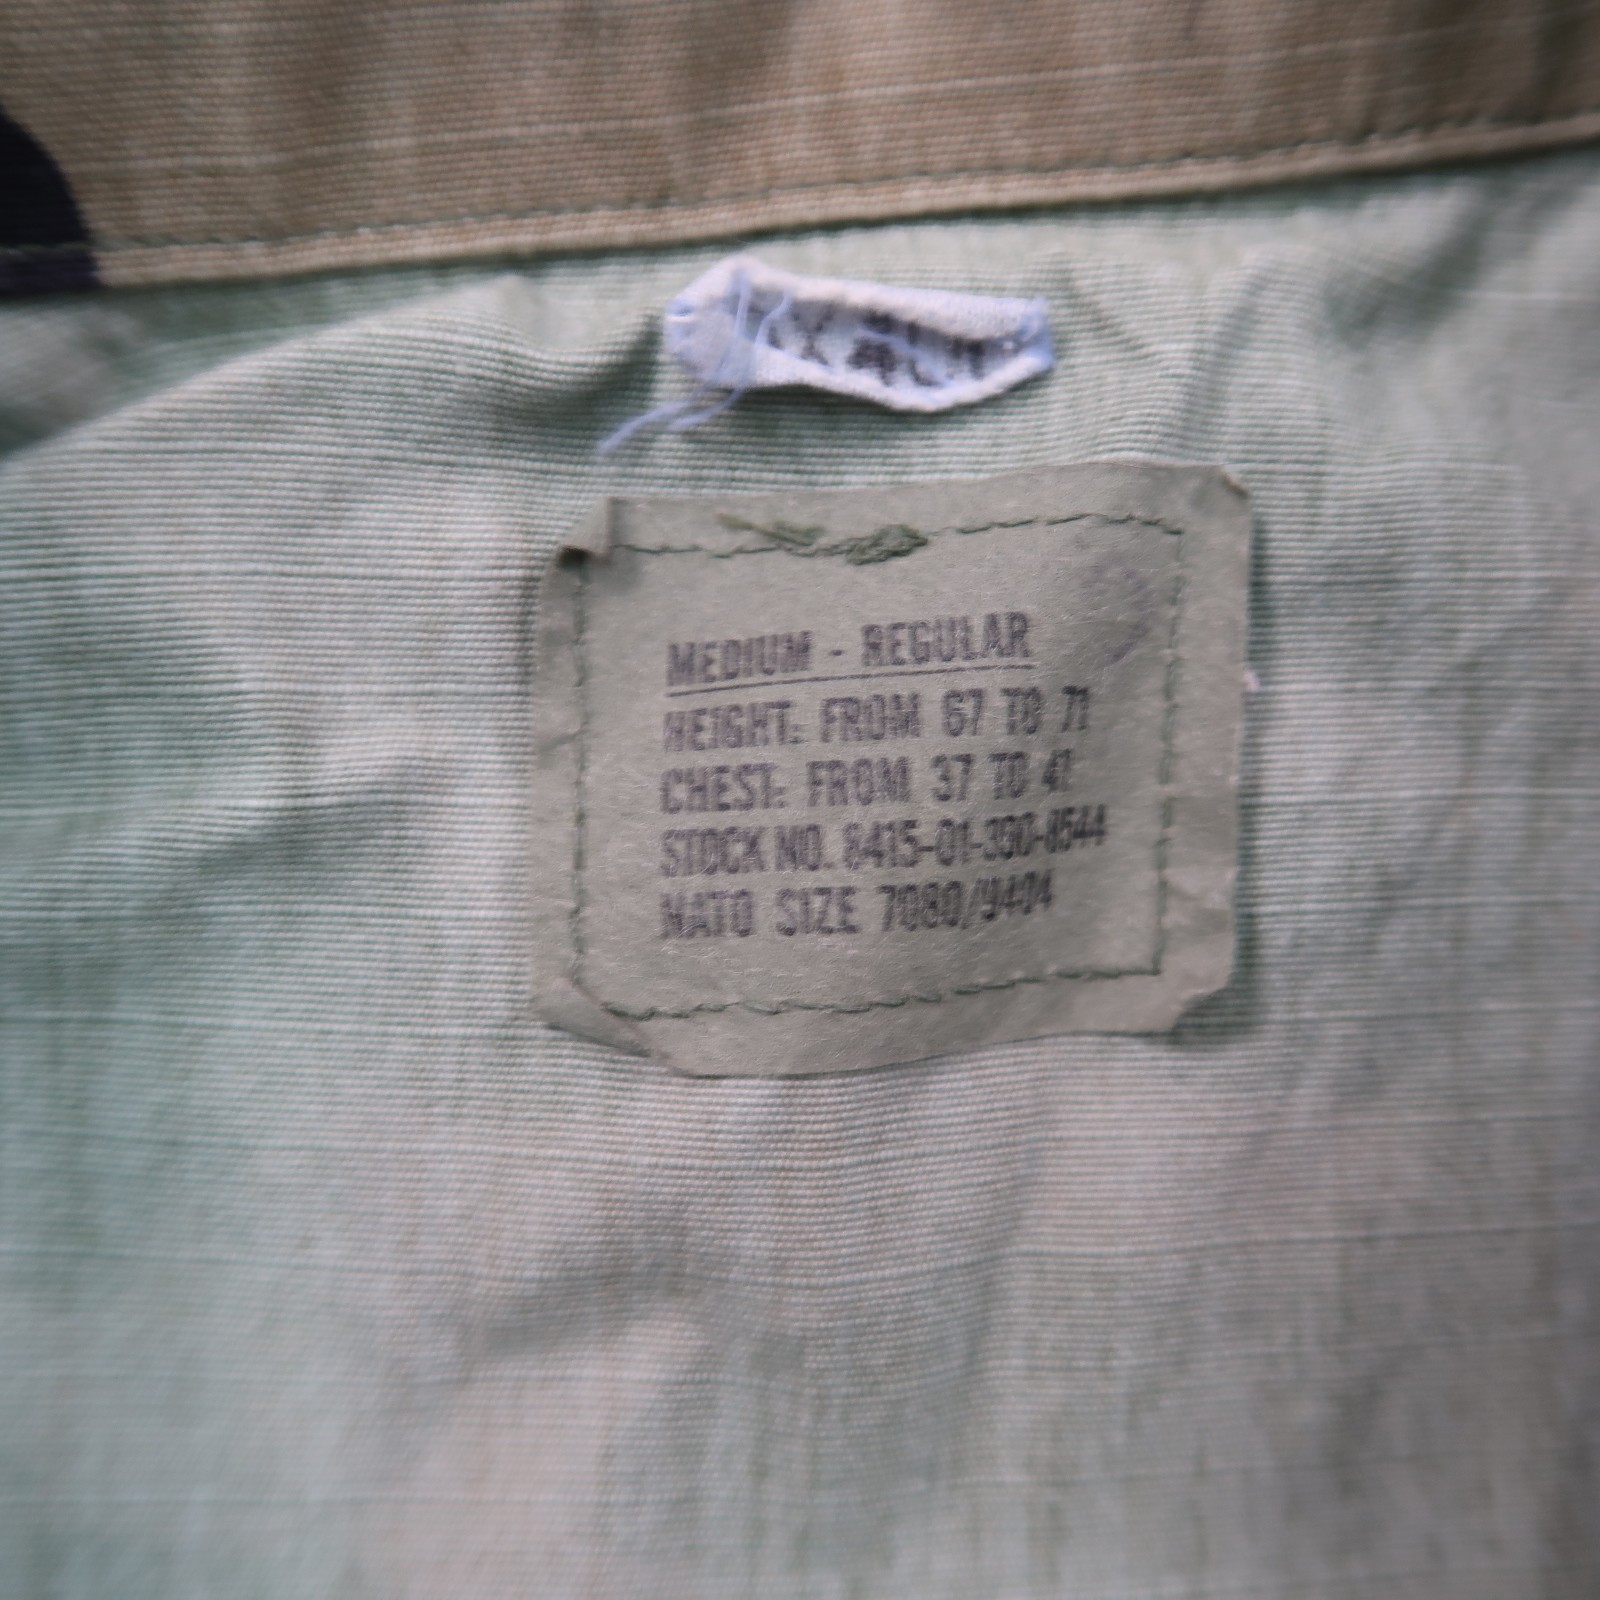 MEDIUM - REGULAR
HEIGHT: FROM 67 TO 71
CHEST: FROM 37 TO 41
STOCK NO. 8415-01-390-8544
NATO SIZE 7080/9404